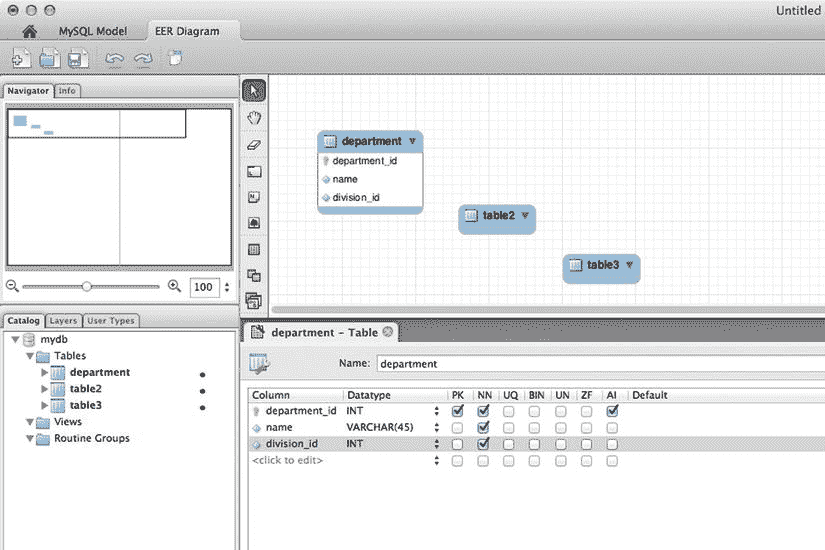 Untitled
MySQL Model EER Diagram
Navigator Info
department
department_id
name
division_id
table2
table3
100
Catalog Layers User Types
mydb
Tables
department
table2
table3
Views
Routine Groups
department - Table
Name: department
Column Datatype PK NN UQ BIN UN ZF AI Default
department_id INT
name VARCHAR(45)
division_id INT
<click to edit>